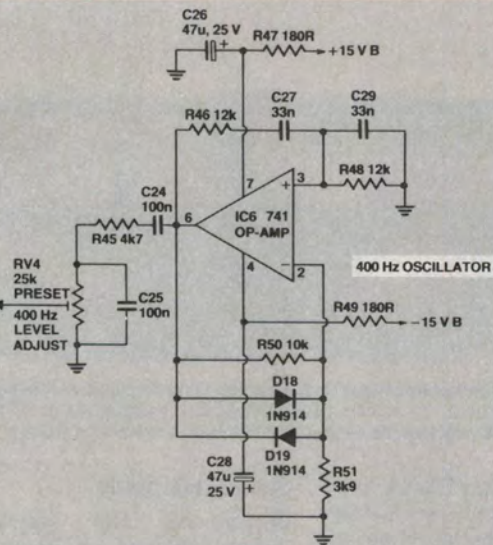 C26
47u, 25 V
+
R47 180R
+15 V B
R46 12k
C27
33n
C29
33n
7
3
+
R48 12k
C24
100n
6
IC6 741
OP-AMP
R45 4k7
4
−
2
RV4
25k
PRESET
400 Hz
LEVEL
ADJUST
C25
100n
400 Hz OSCILLATOR
R49 180R
−15 V B
R50 10k
D18
1N914
D19
1N914
C28
47u
25 V
+
R51
3k9